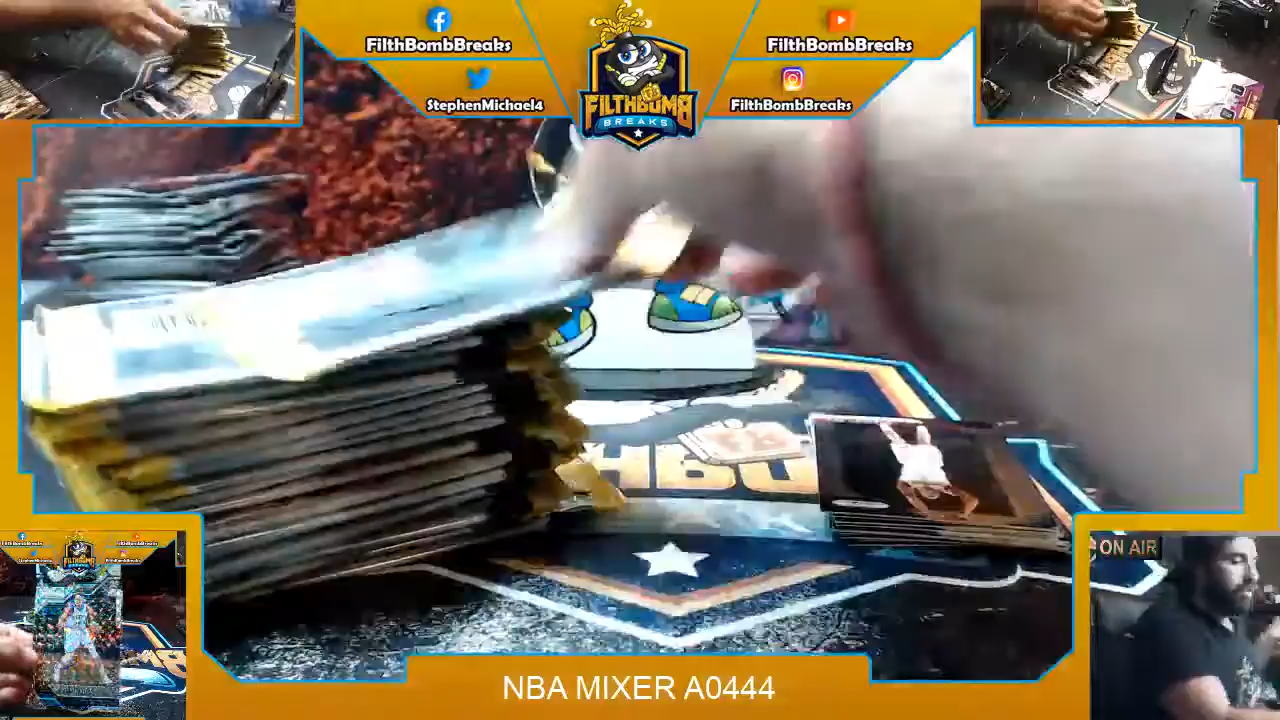 FilthBombBreaks
FilthBombBreaks
StephenMichael4
FilthBombBreaks
FILTHBOMB
BREAKS
ON AIR
NBA MIXER A0444